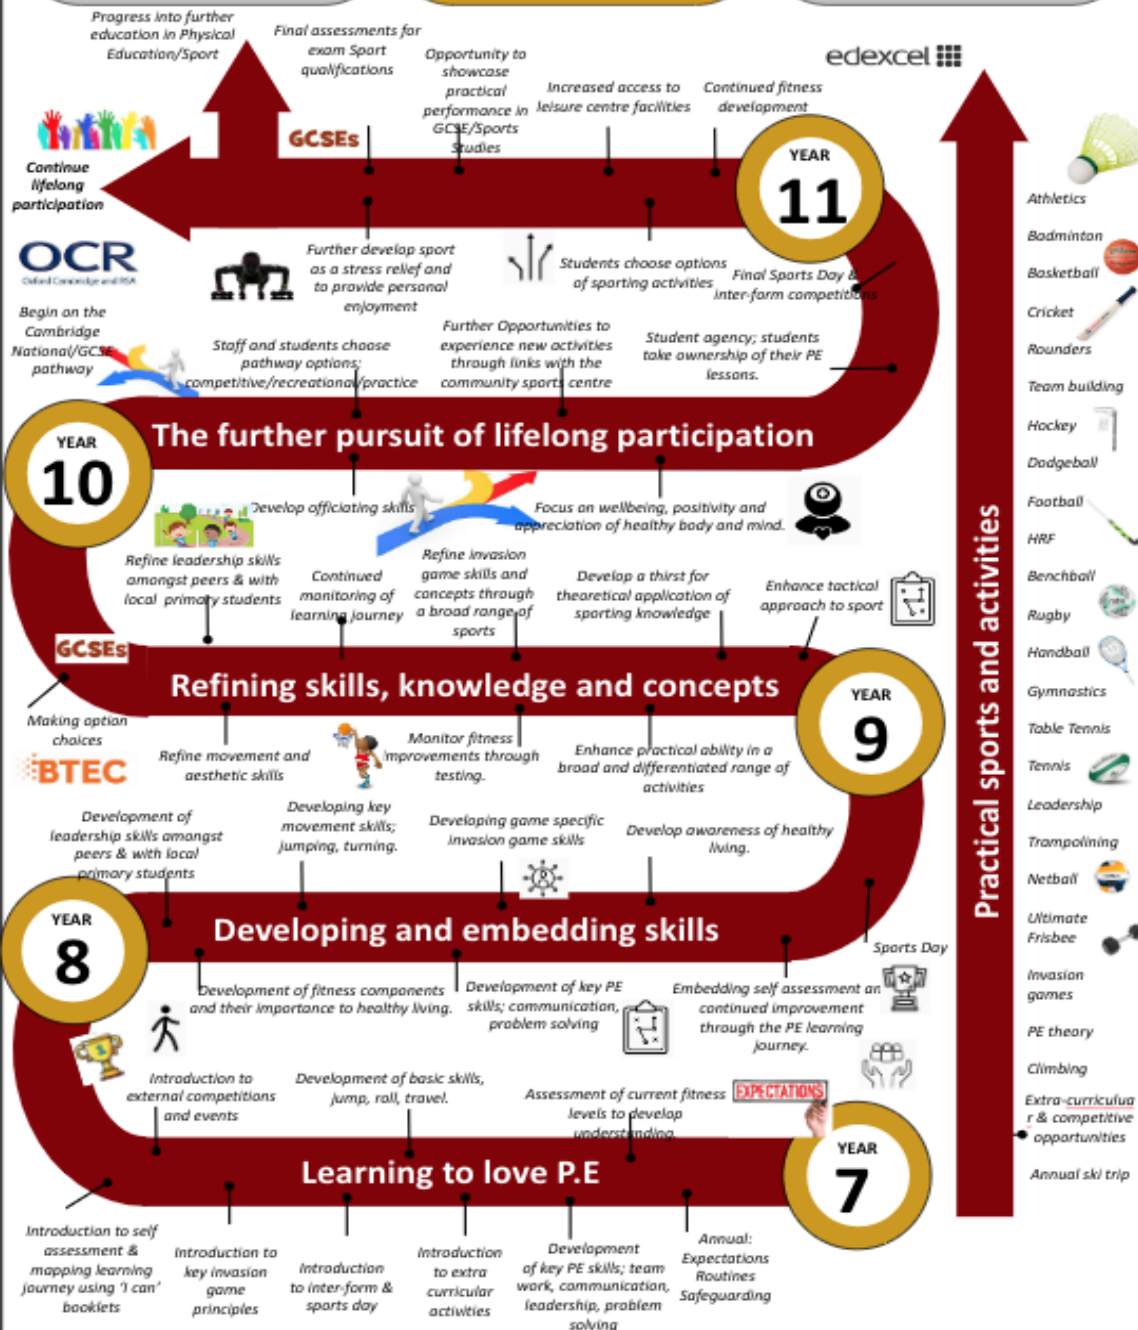 Progress into further
education in Physical
Education/Sport
Final assessments for
exam Sport
qualifications
Opportunity to
showcase
practical
performance in
GCSE/Sports
Studies
Increased access to
leisure centre facilities
Continued fitness
development
edexcel
GCSEs
YEAR
11
Continue
lifelong
participation
OCR
Oxford Cambridge and RSA
Further develop sport
as a stress relief and
to provide personal
enjoyment
Students choose options
of sporting activities
Final Sports Day &
inter-form competitions
Begin on the
Cambridge
National/GCSE
pathway
Staff and students choose
pathway options;
competitive/recreational/practice
Further Opportunities to
experience new activities
through links with the
community sports centre
Student agency; students
take ownership of their PE
lessons.
YEAR
10
The further pursuit of lifelong participation
Develop officiating skills
Focus on wellbeing, positivity and
appreciation of healthy body and mind.
Refine leadership skills
amongst peers & with
local primary students
Continued
monitoring of
learning journey
Refine invasion
game skills and
concepts through
a broad range of
sports
Develop a thirst for
theoretical application of
sporting knowledge
Enhance tactical
approach to sport
GCSEs
Refining skills, knowledge and concepts
YEAR
9
Making option
choices
BTEC
Refine movement and
aesthetic skills
Monitor fitness
improvements through
testing.
Enhance practical ability in a
broad and differentiated range of
activities
Development of
leadership skills amongst
peers & with local
primary students
Developing key
movement skills;
jumping, turning.
Developing game specific
invasion game skills
Develop awareness of healthy
living.
YEAR
8
Developing and embedding skills
Sports Day
Development of fitness components
and their importance to healthy living.
Development of key PE
skills; communication,
problem solving
Embedding self assessment an
continued improvement
through the PE learning
journey.
Introduction to
external competitions
and events
Development of basic skills,
jump, roll, travel.
Assessment of current fitness
levels to develop
understanding.
EXPECTATIONS
Learning to love P.E
YEAR
7
Introduction to self
assessment &
mapping learning
journey using 'I can'
booklets
Introduction to
key invasion
game
principles
Introduction
to inter-form &
sports day
Introduction
to extra
curricular
activities
Development
of key PE skills; team
work, communication,
leadership, problem
solving
Annual:
Expectations
Routines
Safeguarding
Practical sports and activities
Athletics
Badminton
Basketball
Cricket
Rounders
Team building
Hockey
Dodgeball
Football
HRF
Benchball
Rugby
Handball
Gymnastics
Table Tennis
Tennis
Leadership
Trampolining
Netball
Ultimate
Frisbee
Invasion
games
PE theory
Climbing
Extra-curriculua
r & competitive
opportunities
Annual ski trip